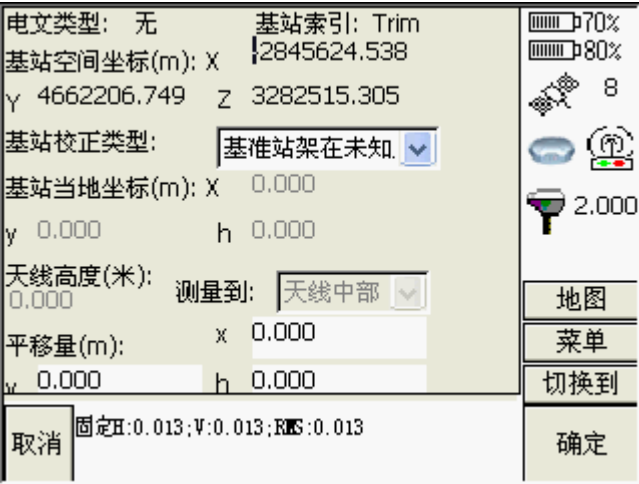 电文类型: 无 基站索引: Trim
基站空间坐标(m): X -2845624.538
Y 4662206.749 Z 3282515.305
基站校正类型: 基准站架在未知.
基站当地坐标(m): X 0.000
y 0.000 h 0.000
天线高度(米): 0.000 测量到: 天线中部
平移量(m): x 0.000
y 0.000 h 0.000
70%
80%
8
2.000
地图
菜单
切换到
取消
固定H:0.013;V:0.013;RMS:0.013
确定